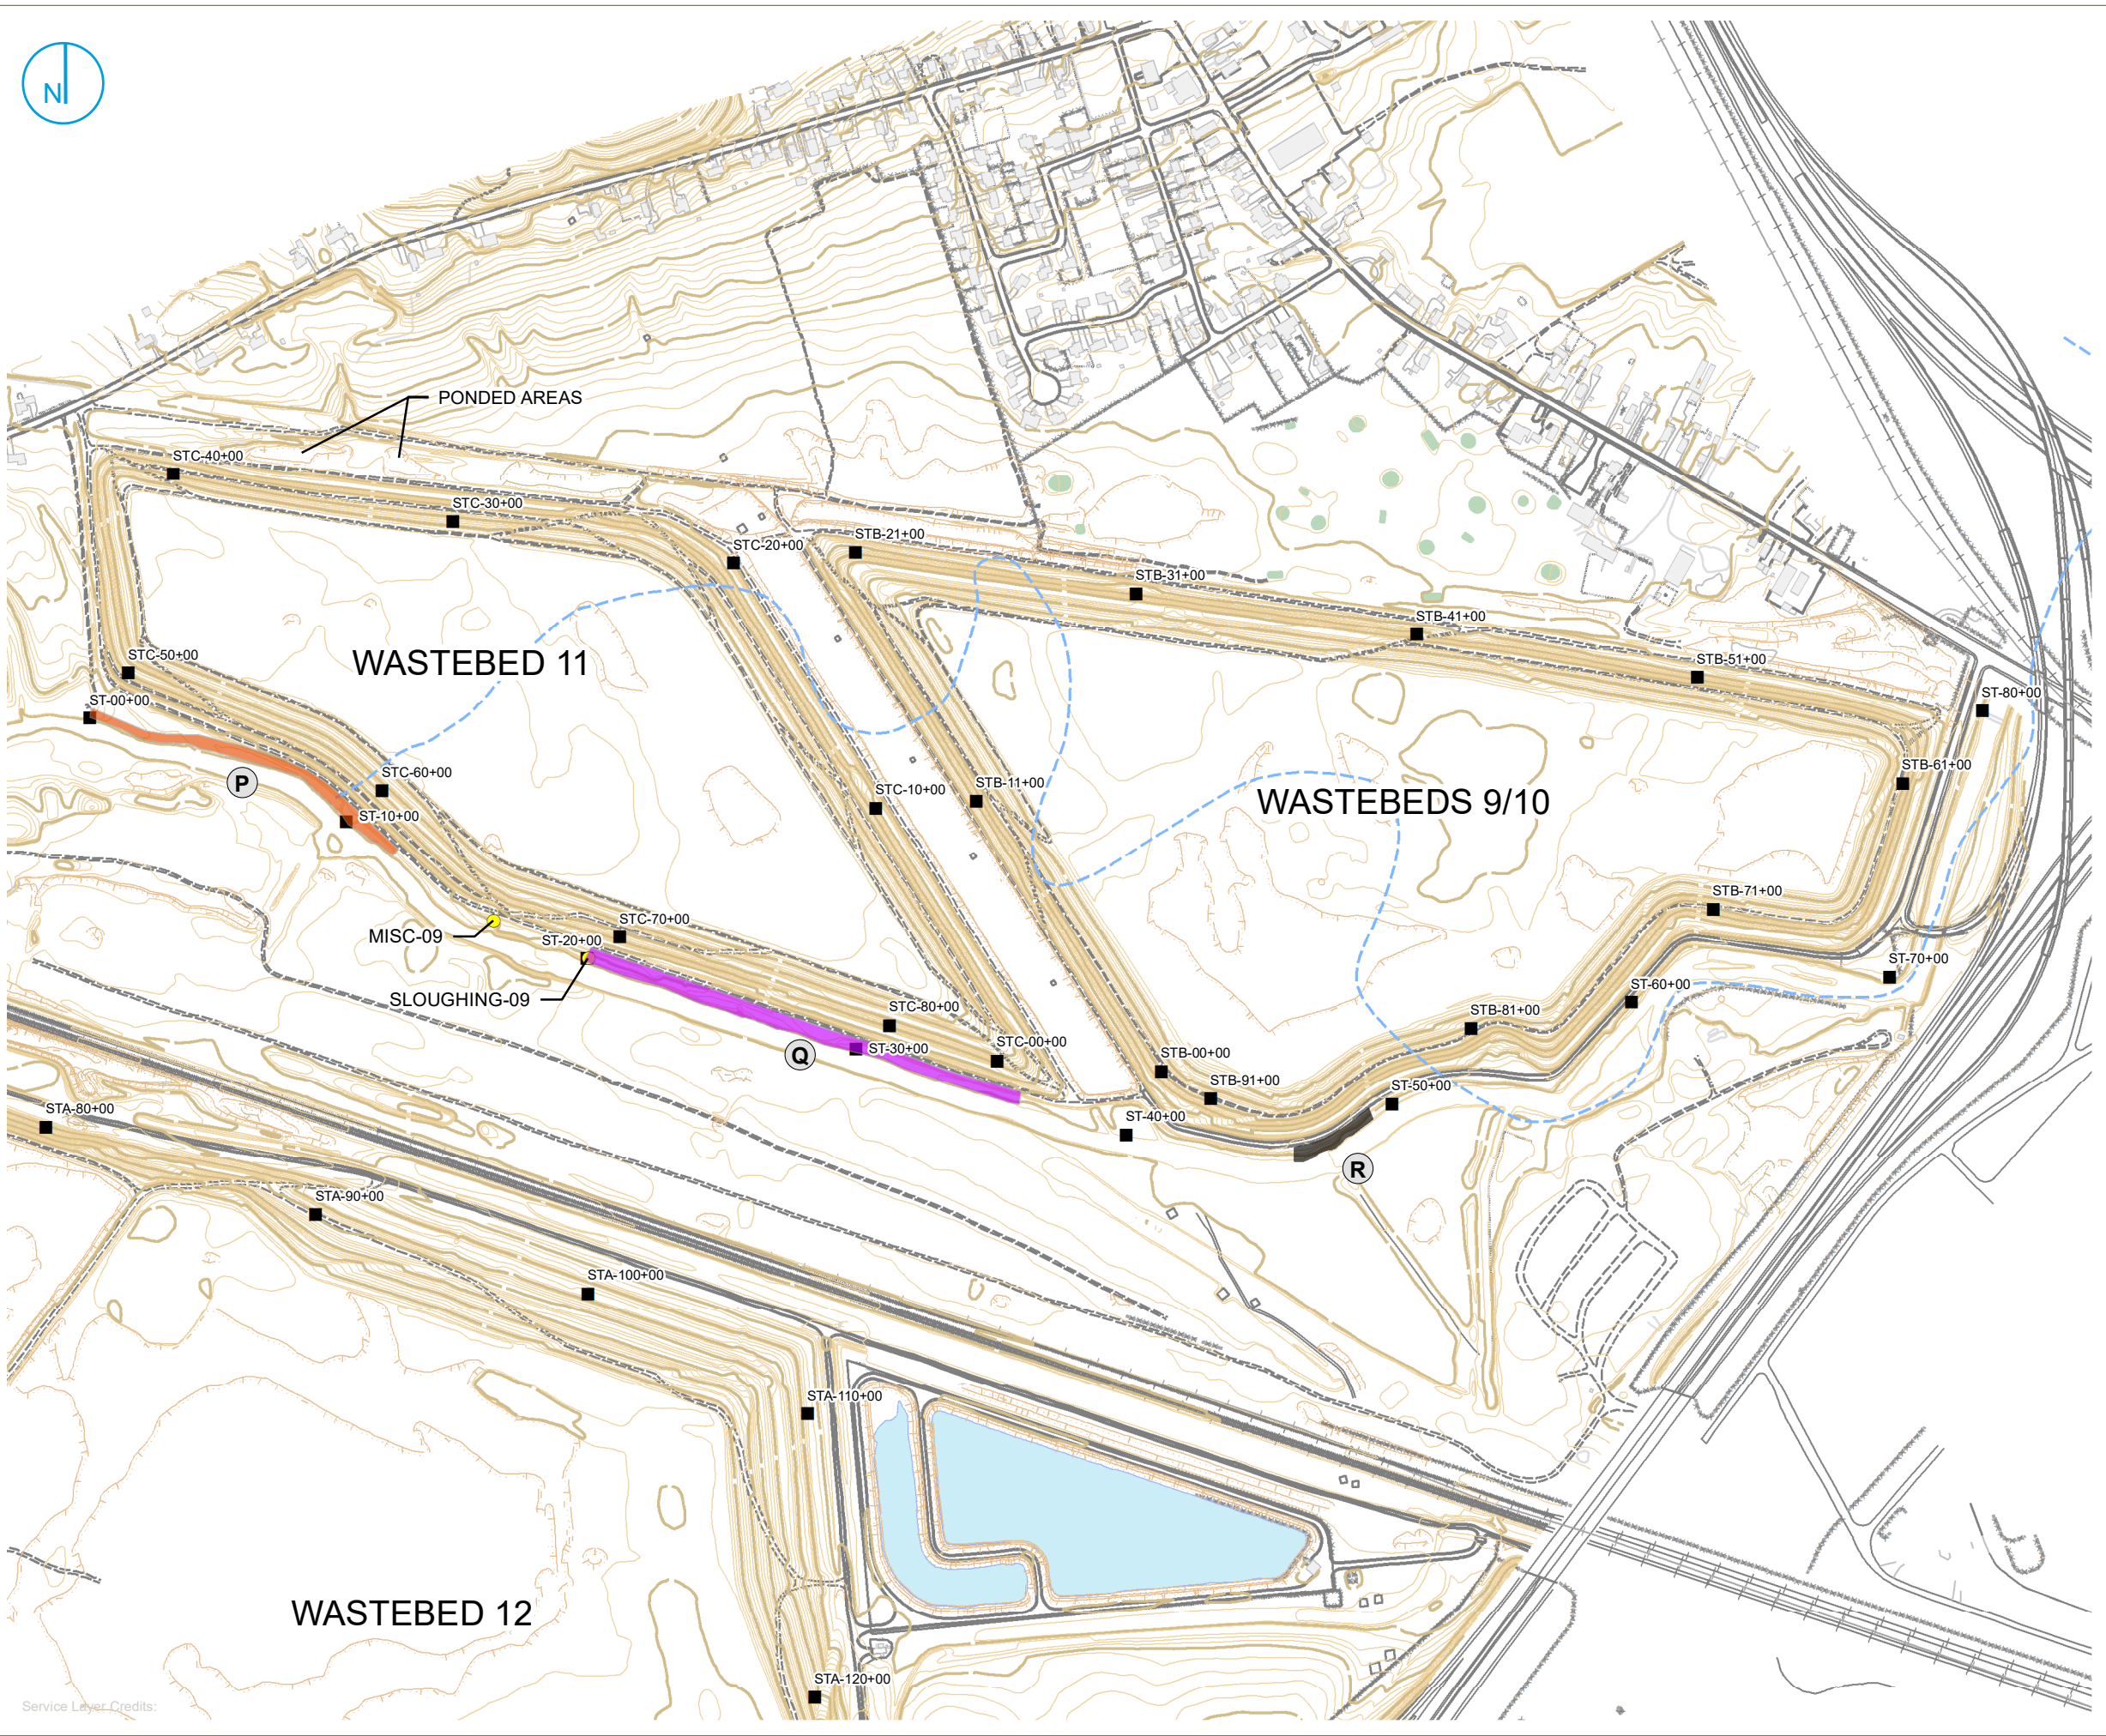 N
PONDED AREAS
STC-40+00
STC-30+00
STC-20+00
STB-21+00
STB-31+00
STB-41+00
STC-50+00
WASTEBED 11
STB-51+00
ST-00+00
ST-80+00
P
STC-60+00
STB-61+00
ST-10+00
STC-10+00
STB-11+00
WASTEBEDS 9/10
STB-71+00
STC-70+00
MISC-09
ST-20+00
ST-70+00
SLOUGHING-09
ST-60+00
STC-80+00
STB-81+00
STC-00+00
ST-30+00
Q
STB-00+00
STB-91+00
ST-50+00
STA-80+00
ST-40+00
R
STA-90+00
STA-100+00
STA-110+00
WASTEBED 12
STA-120+00
Service Layer Credits: